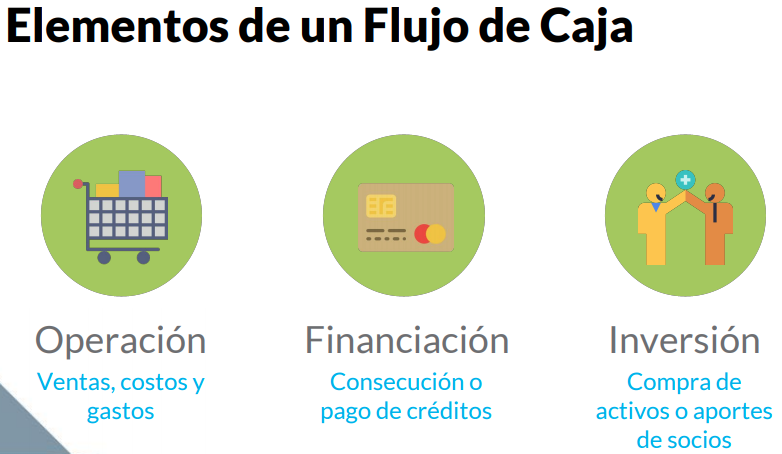 Elementos de un Flujo de Caja
Operación
Ventas, costos y
gastos
Financiación
Consecución o
pago de créditos
Inversión
Compra de
activos o aportes
de socios